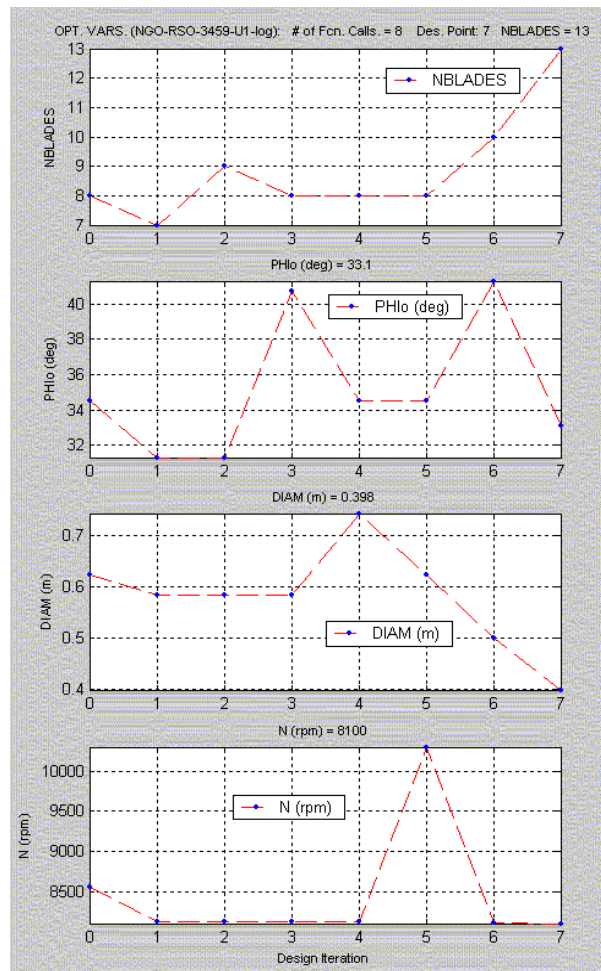 OPT. VARS. (NGO-RSO-3459-U1-log):   # of Fcn. Calls. = 8    Des. Point: 7   NBLADES = 13
13
12
11
10
9
8
7
NBLADES
NBLADES
0 1 2 3 4 5 6 7
PHIo (deg) = 33.1
40
38
36
34
32
PHIo (deg)
PHIo (deg)
0 1 2 3 4 5 6 7
DIAM (m) = 0.398
0.7
0.6
0.5
0.4
DIAM (m)
DIAM (m)
0 1 2 3 4 5 6 7
N (rpm) = 8100
10000
9500
9000
8500
N (rpm)
N (rpm)
0 1 2 3 4 5 6 7
Design Iteration